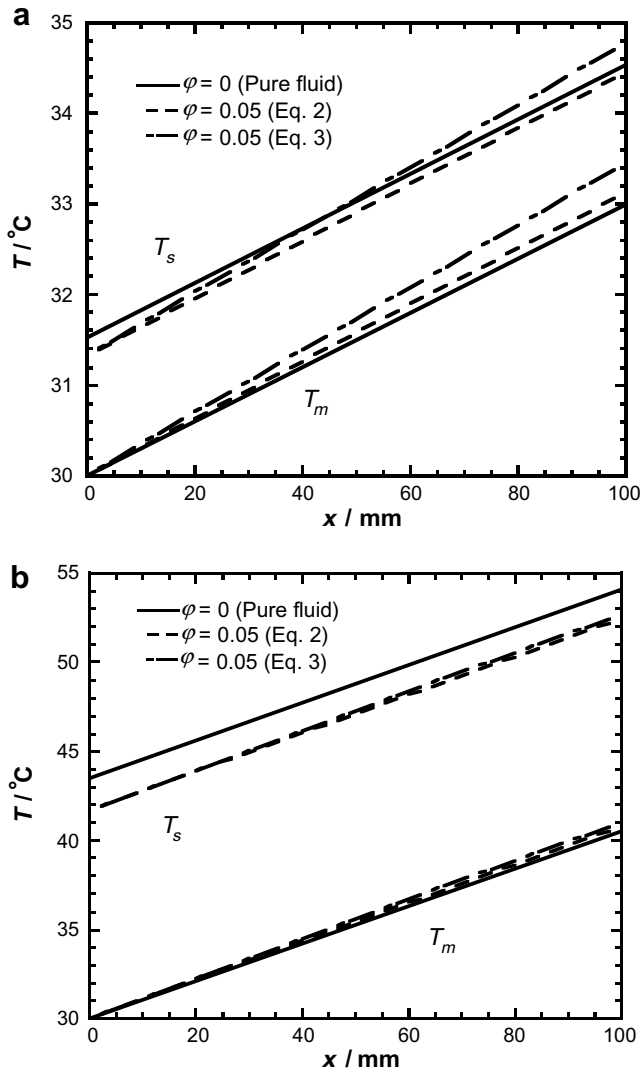 a
35
34
33
32
31
30
T / °C
φ = 0 (Pure fluid)
φ = 0.05 (Eq. 2)
φ = 0.05 (Eq. 3)
T_s
T_m
0 20 40 60 80 100
x / mm
b
55
50
45
40
35
30
T / °C
φ = 0 (Pure fluid)
φ = 0.05 (Eq. 2)
φ = 0.05 (Eq. 3)
T_s
T_m
0 20 40 60 80 100
x / mm